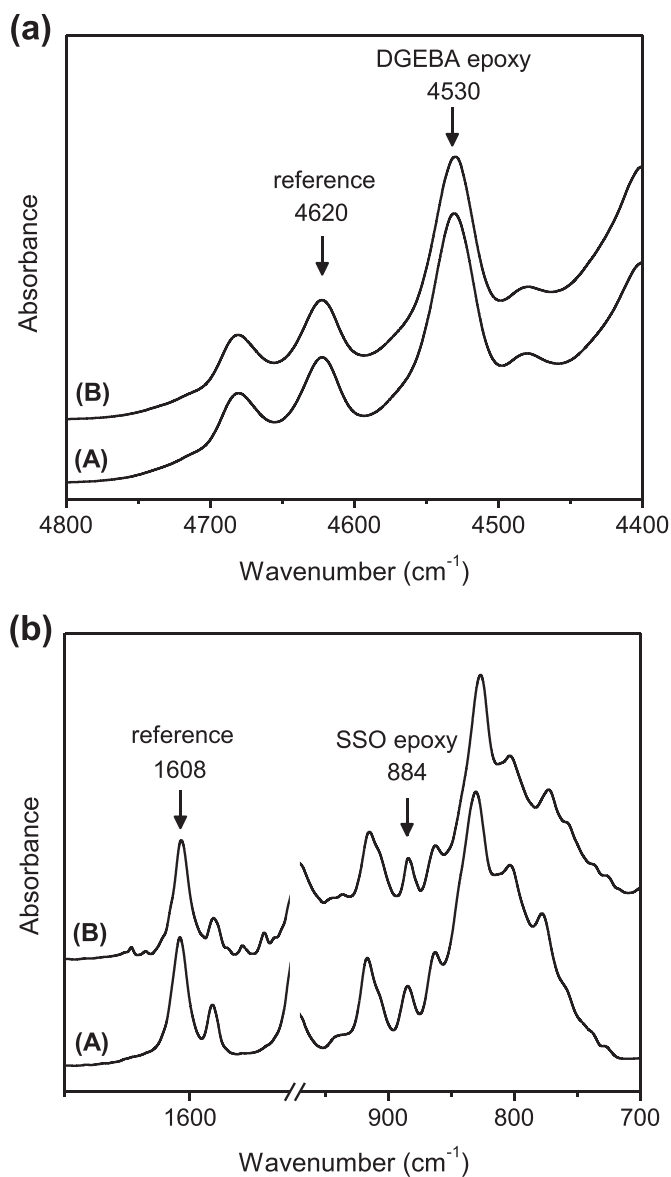 (a)
DGEBA epoxy
4530
reference
4620
Absorbance
(B)
(A)
4800 4700 4600 4500 4400
Wavenumber (cm-1)
(b)
reference
1608
SSO epoxy
884
Absorbance
(B)
(A)
1600 900 800 700
Wavenumber (cm-1)